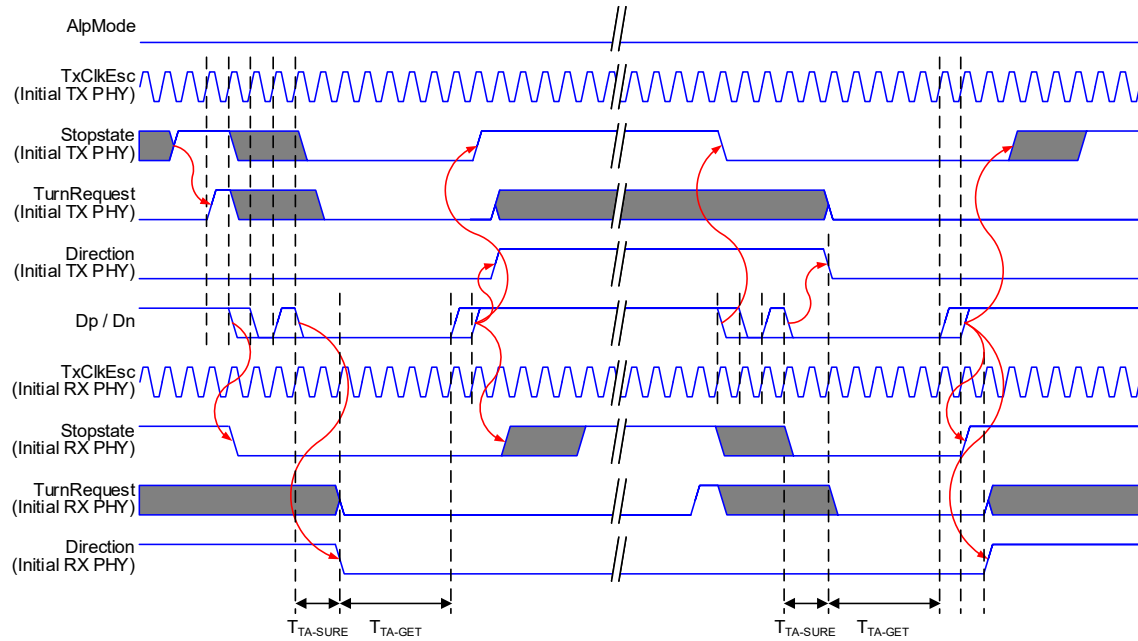 AlpMode
TxClkEsc
(Initial TX PHY)
Stopstate
(Initial TX PHY)
TurnRequest
(Initial TX PHY)
Direction
(Initial TX PHY)
Dp / Dn
TxClkEsc
(Initial RX PHY)
Stopstate
(Initial RX PHY)
TurnRequest
(Initial RX PHY)
Direction
(Initial RX PHY)
TTA-SURE TTA-GET TTA-SURE TTA-GET